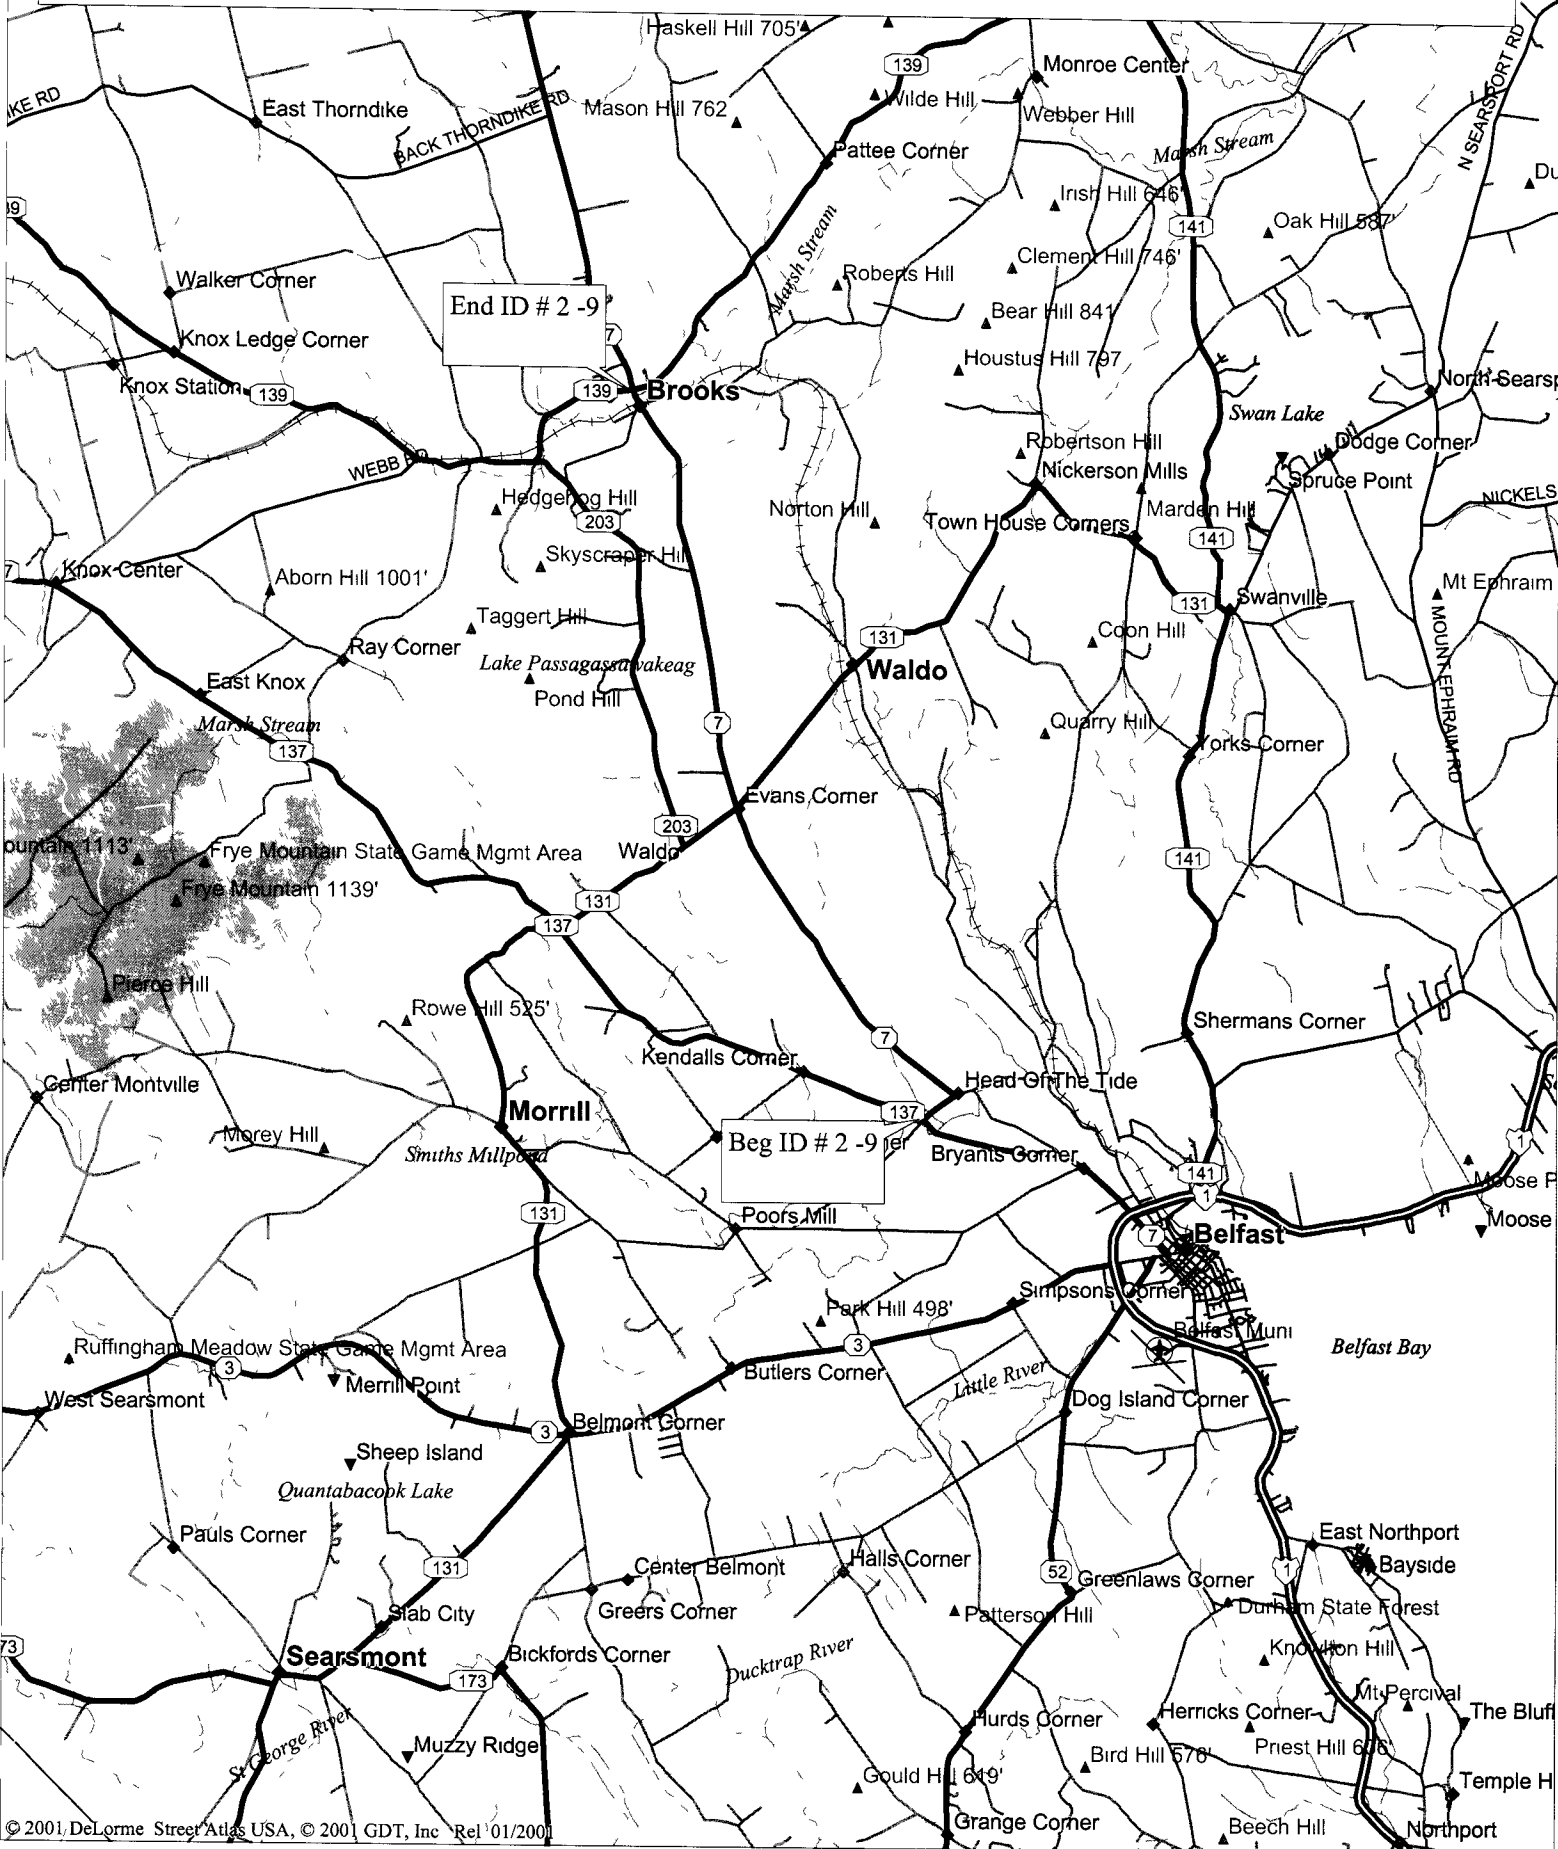 Haskell Hill 705'
139
Monroe Center
East Thorndike
BACK THORNDIKE RD
Mason Hill 762
Wilde Hill
Webber Hill
N SEARSPORT RD
Pattee Corner
Marsh Stream
Irish Hill 646'
141
Oak Hill 587'
Marsh Stream
Clement Hill 746'
Walker Corner
Roberts Hill
End ID # 2 -9
Bear Hill 841'
Knox Ledge Corner
Houstus Hill 797
Knox Station
139
139
Brooks
Swan Lake
Robertson Hill
Dodge Corner
WEBB RD
Nickerson Mills
Spruce Point
Hedgehog Hill
NICKELS
203
Norton Hill
Town House Corners
Marden Hill
141
Skyscraper Hill
7
Knox Center
Aborn Hill 1001'
Mt Ephraim
Taggert Hill
131
Swanville
MOUNT EPHRAIM RD
Ray Corner
131
Coon Hill
Lake Passagassawakeag
Waldo
East Knox
Pond Hill
Marsh Stream
7
Quarry Hill
137
Yorks Corner
Evans Corner
203
ountain 1113'
Frye Mountain State Game Mgmt Area
Waldo
141
Frye Mountain 1139'
131
137
Pierce Hill
Rowe Hill 525'
Shermans Corner
Kendalls Corner
7
Center Montville
Head Of The Tide
Morrill
137
Morey Hill
Smiths Millpond
Beg ID # 2 -9
ner
Bryants Corner
1
141
Moose P
131
Poors Mill
1
Moose
7
Belfast
Simpsons Corner
Park Hill 498'
Belfast Muni
Belfast Bay
Ruffingham Meadow State Game Mgmt Area
3
3
Butlers Corner
Little River
Merrill Point
West Searsmont
Dog Island Corner
3
Belmont Corner
Sheep Island
Quantabacook Lake
Pauls Corner
East Northport
131
Center Belmont
Halls Corner
52
1
Bayside
Greenlaws Corner
Slab City
Greers Corner
Patterson Hill
Durham State Forest
73
Searsmont
173
Bickfords Corner
Ducktrap River
Knowlton Hill
Mt Percival
St George River
Hurds Corner
Herricks Corner
The Bluff
Muzzy Ridge
Bird Hill 576'
Priest Hill 606'
Gould Hill 619'
Temple H
Grange Corner
Beech Hill
Northport
© 2001 DeLorme Street Atlas USA, © 2001 GDT, Inc Rel 01/2001